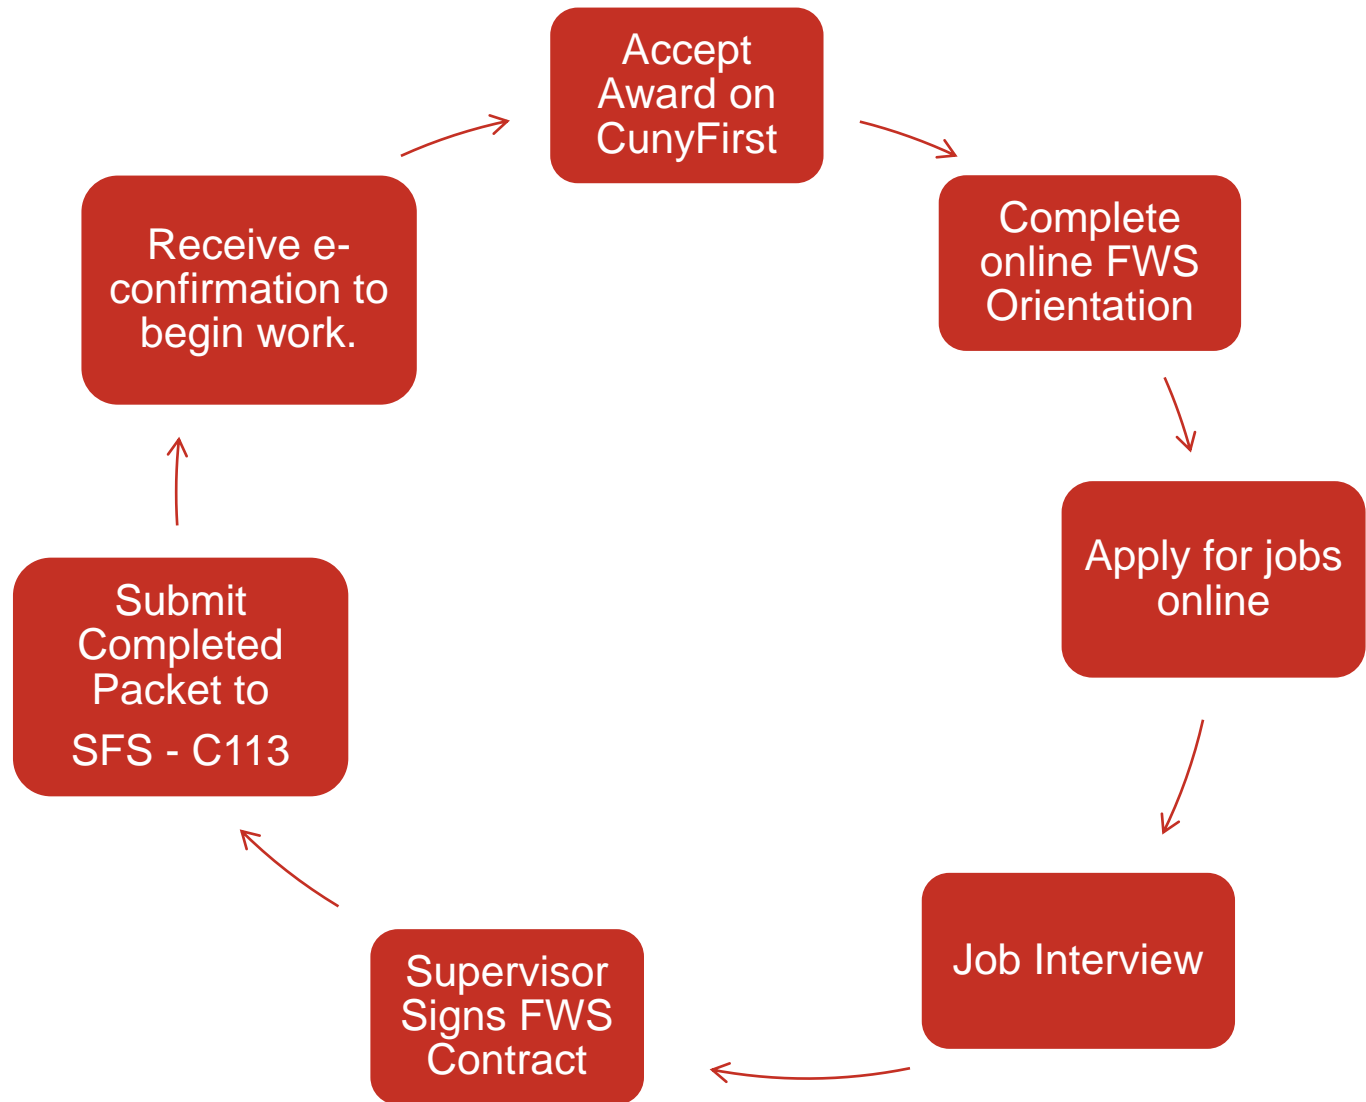 Accept
Award on
CunyFirst
Complete
online FWS
Orientation
Apply for jobs
online
Job Interview
Supervisor
Signs FWS
Contract
Submit
Completed
Packet to
SFS - C113
Receive e-
confirmation to
begin work.